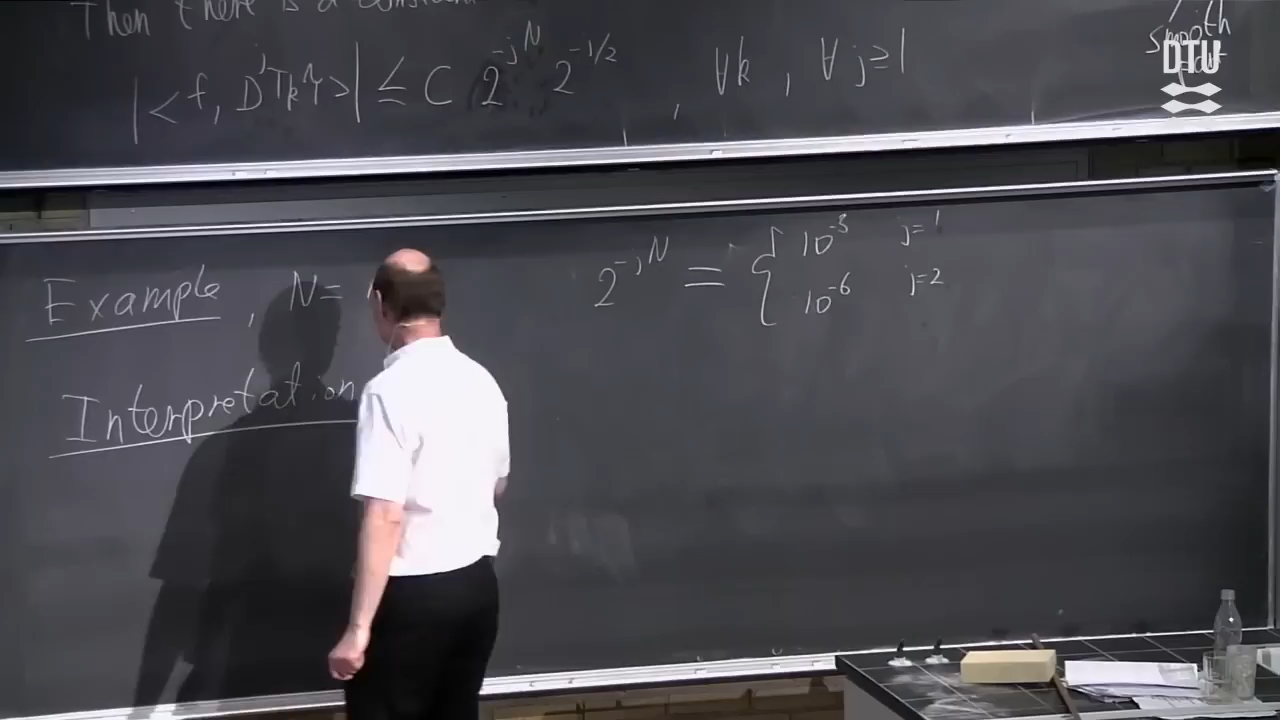 Then there is a constant
|<f, D^j T_k ψ>| ≤ C 2^{-jN} 2^{-1/2} , ∀k , ∀ j≥1
smooth
DTU
Example, N=
2^{-jN} = { 10^{-3} j=1
10^{-6} j=2
Interpretation